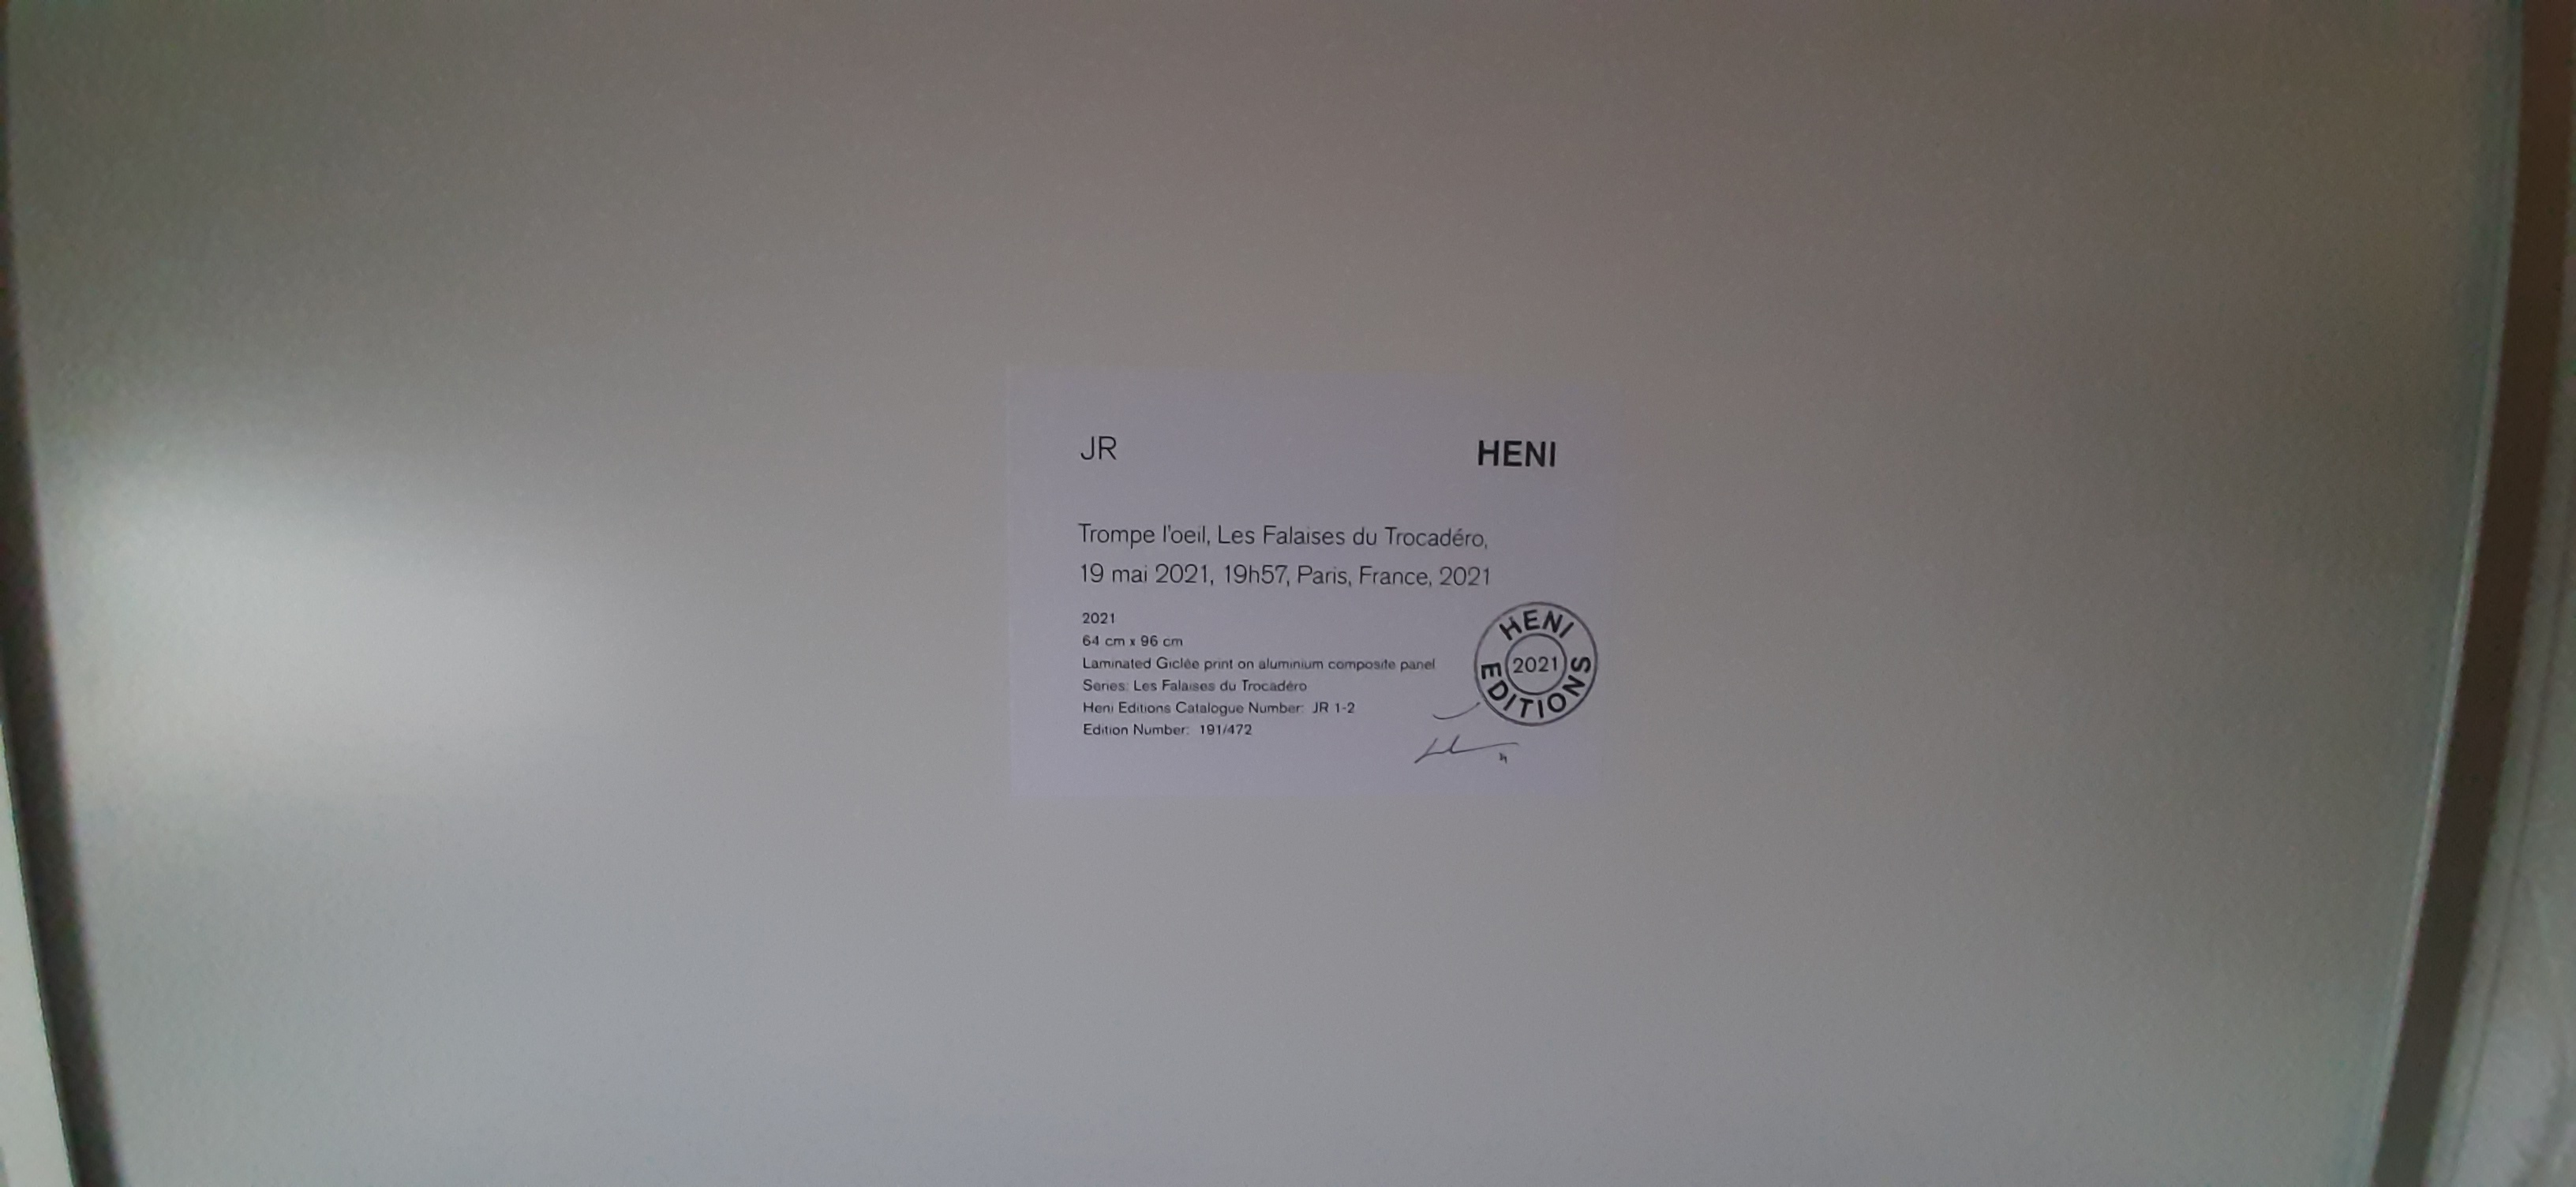 JR
HENI
Trompe l'oeil, Les Falaises du Trocadéro,
19 mai 2021, 19h57, Paris, France, 2021
2021
64 cm x 96 cm
Laminated Giclée print on aluminium composite panel
Series: Les Falaises du Trocadéro
Heni Editions Catalogue Number: JR 1-2
Edition Number: 191/472
HENI
2021
EDITIONS